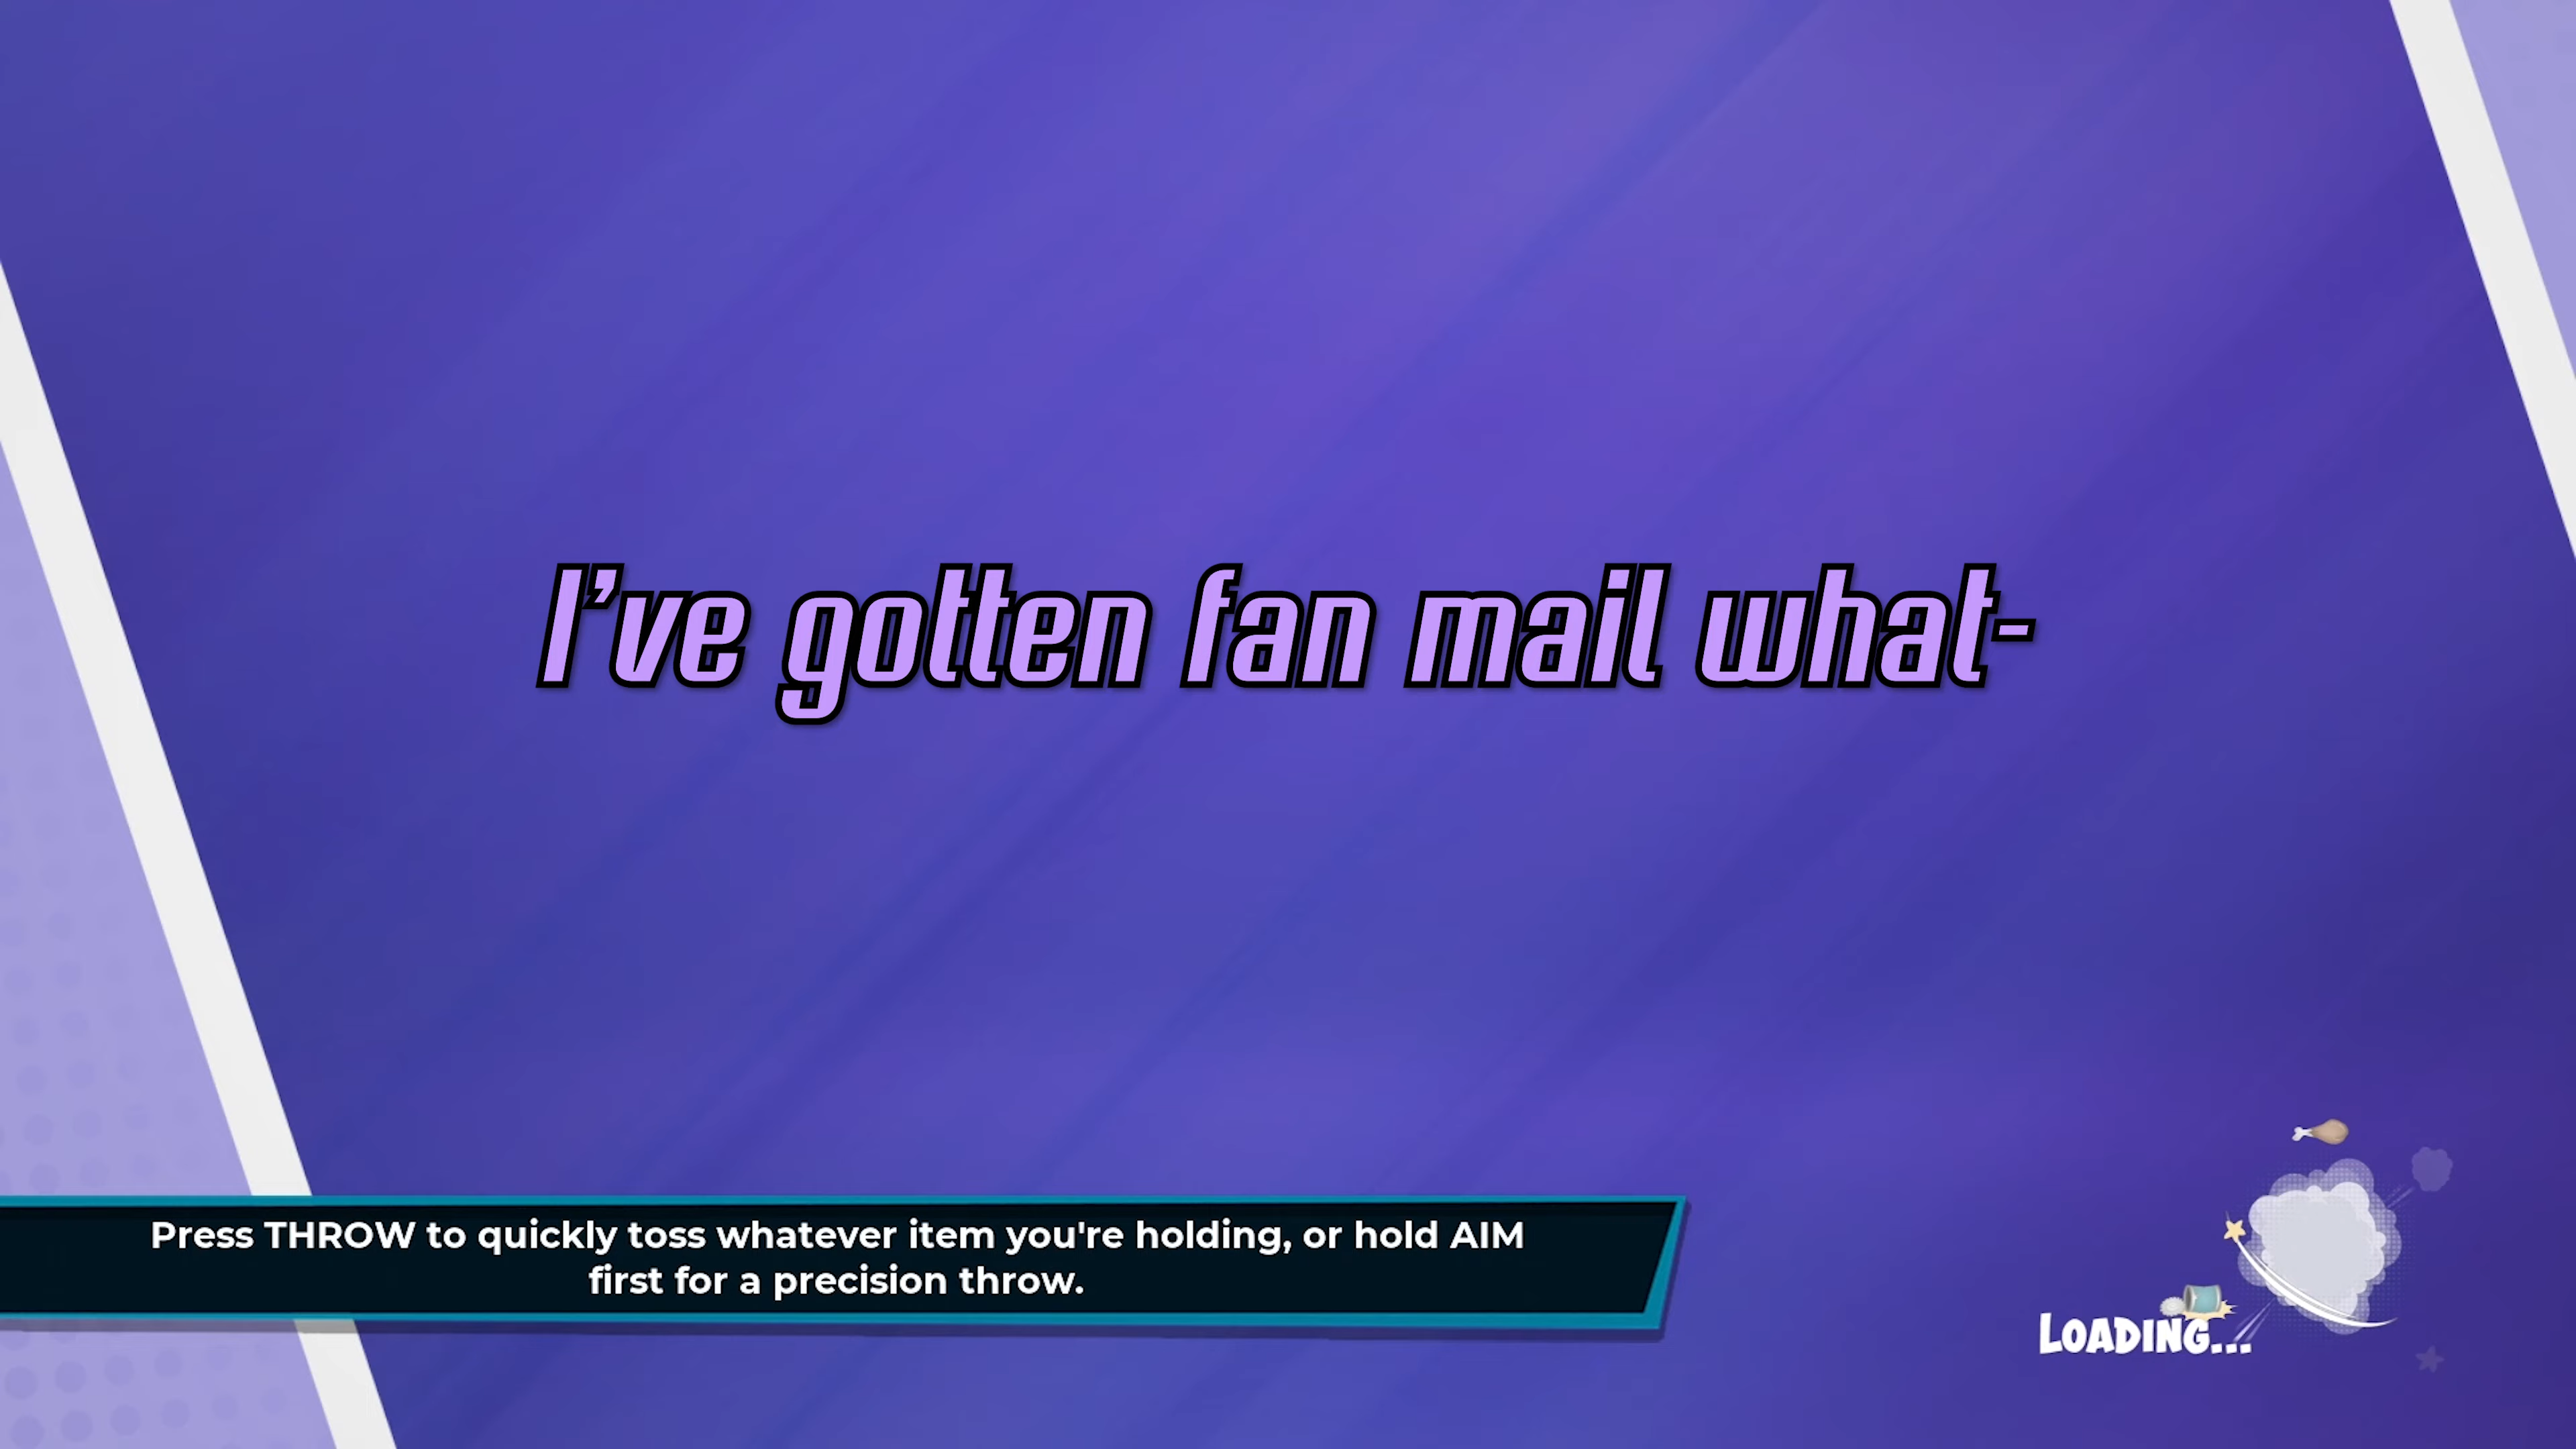 I've gotten fan mail what-
Press THROW to quickly toss whatever item you're holding, or hold AIM
first for a precision throw.
LOADING...